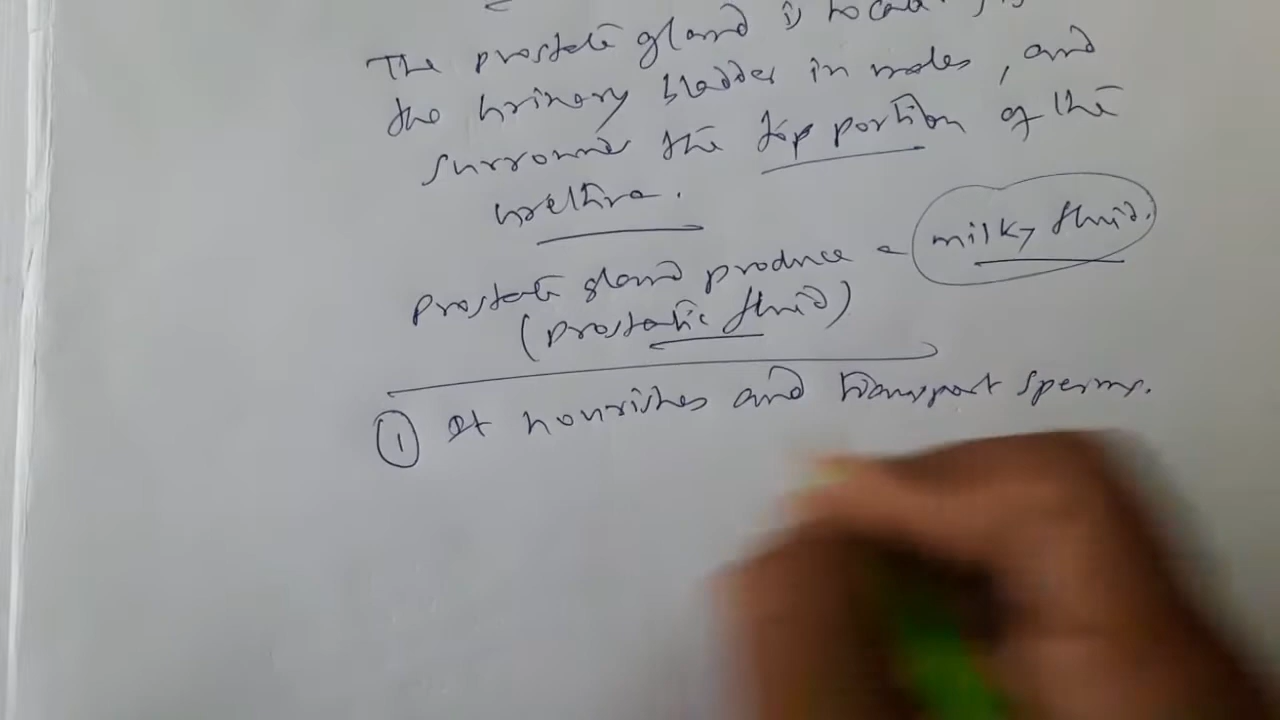 The prostate gland is locat
the urinary bladder in males, and
surround the top portion of the
urethra.
prostate gland produce a milky fluid.
(prostatic fluid)
① It nourishes and transport sperms.